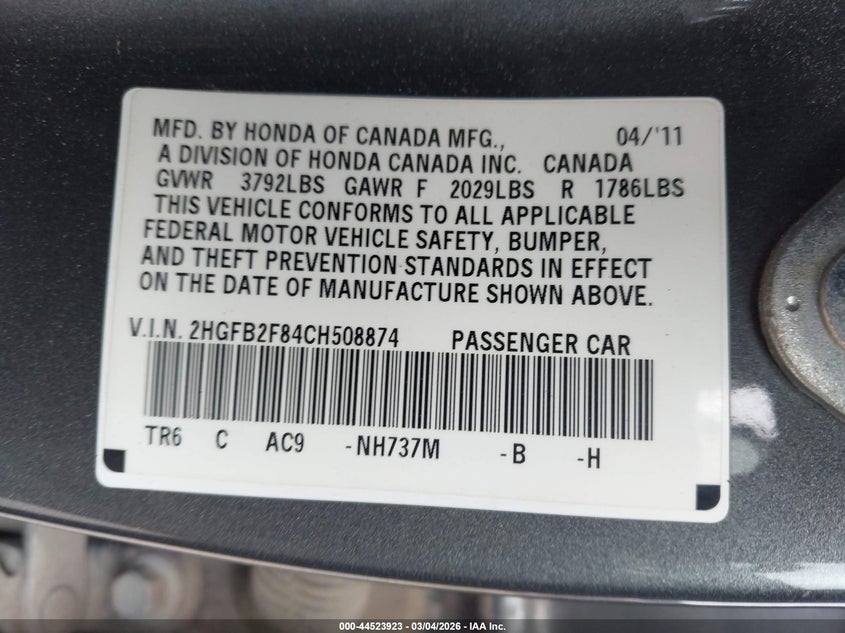 MFD. BY HONDA OF CANADA MFG., 04/'11
A DIVISION OF HONDA CANADA INC. CANADA
GVWR 3792LBS GAWR F 2029LBS R 1786LBS
THIS VEHICLE CONFORMS TO ALL APPLICABLE
FEDERAL MOTOR VEHICLE SAFETY, BUMPER,
AND THEFT PREVENTION STANDARDS IN EFFECT
ON THE DATE OF MANUFACTURE SHOWN ABOVE.
V.I.N. 2HGFB2F84CH508874 PASSENGER CAR
TR6 C AC9 -NH737M -B -H
000-44523923 - 03/04/2026 - IAA Inc.